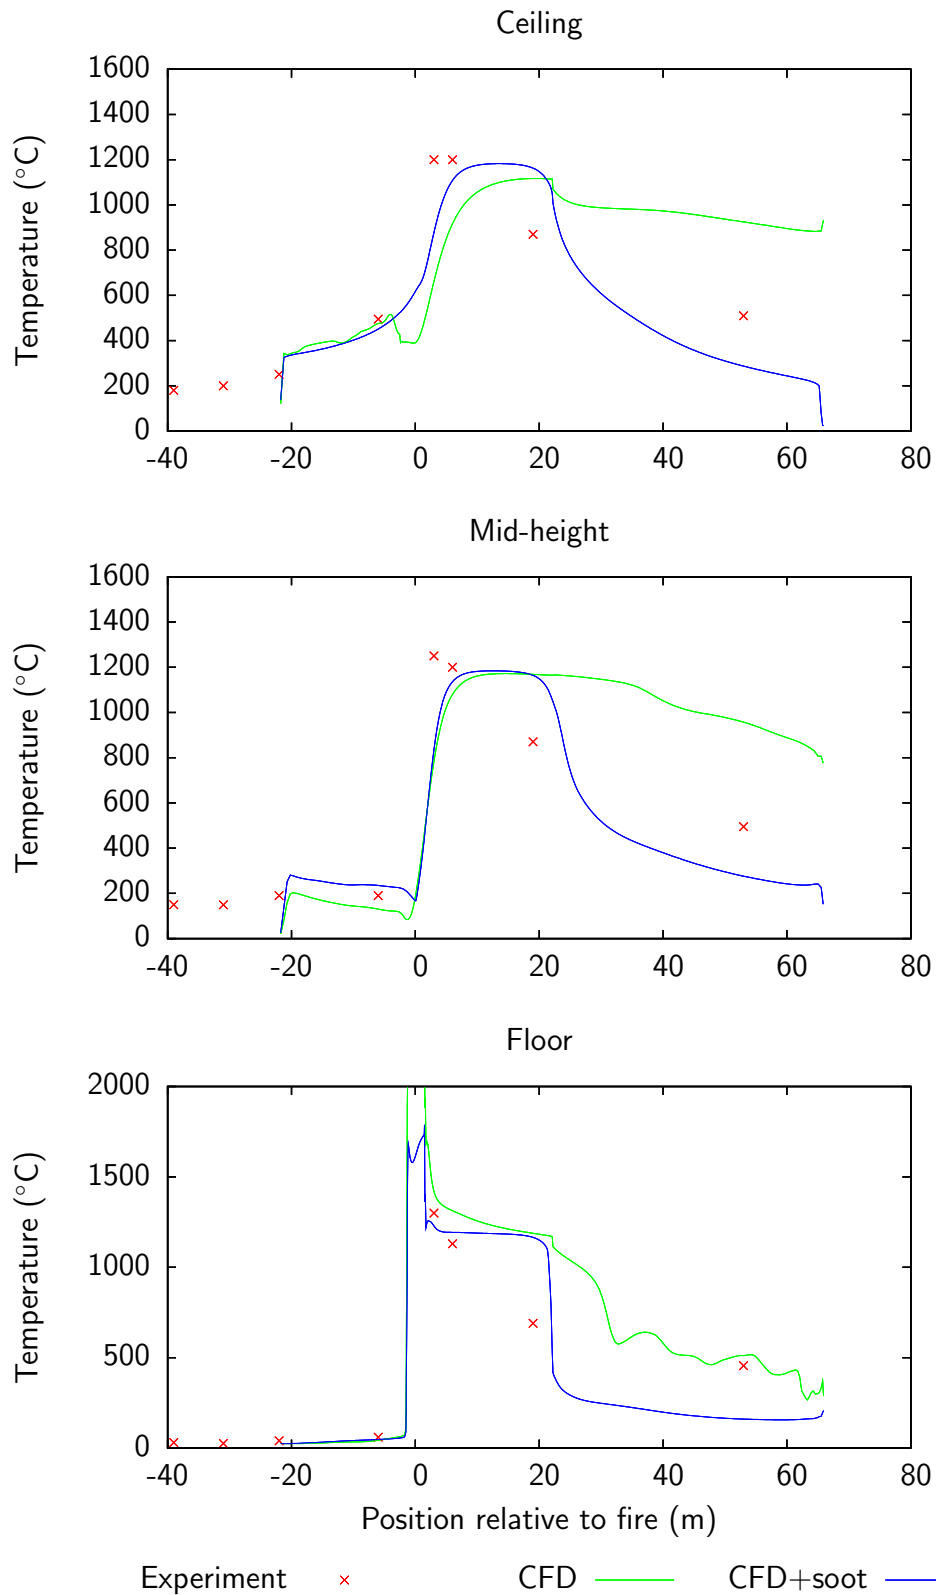 Ceiling
1600
1400
1200
1000
800
600
400
200
0
Temperature (°C)
-40 -20 0 20 40 60 80
Mid-height
1600
1400
1200
1000
800
600
400
200
0
Temperature (°C)
-40 -20 0 20 40 60 80
Floor
2000
1500
1000
500
0
Temperature (°C)
-40 -20 0 20 40 60 80
Position relative to fire (m)
Experiment CFD CFD+soot